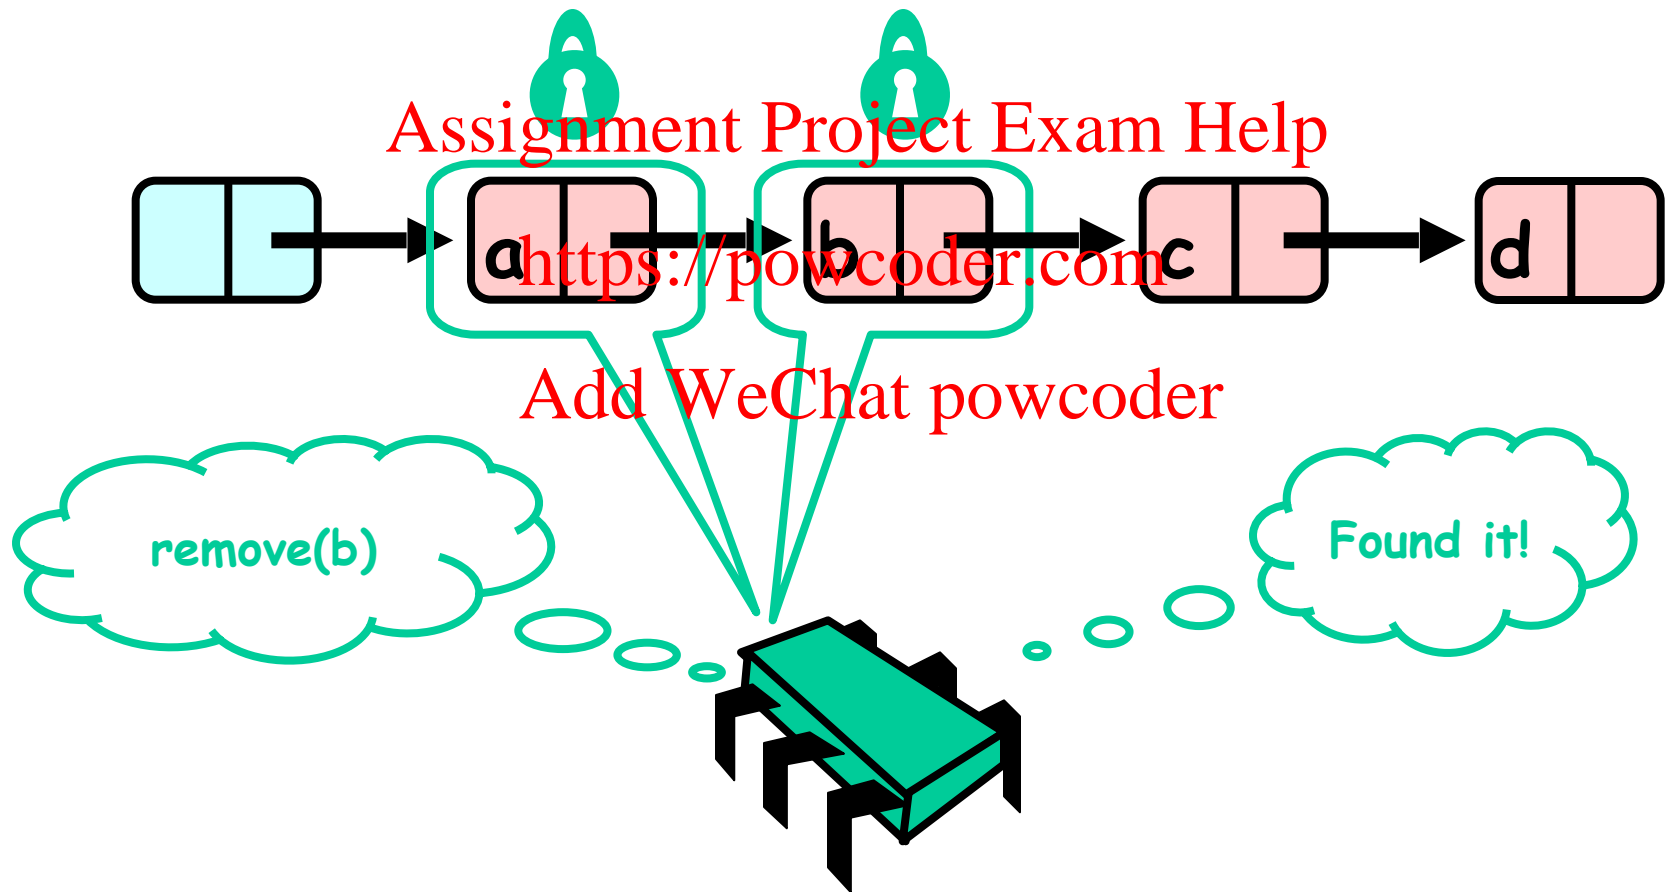 Assignment Project Exam Help
a b c d
https://powcoder.com
Add WeChat powcoder
remove(b)
Found it!